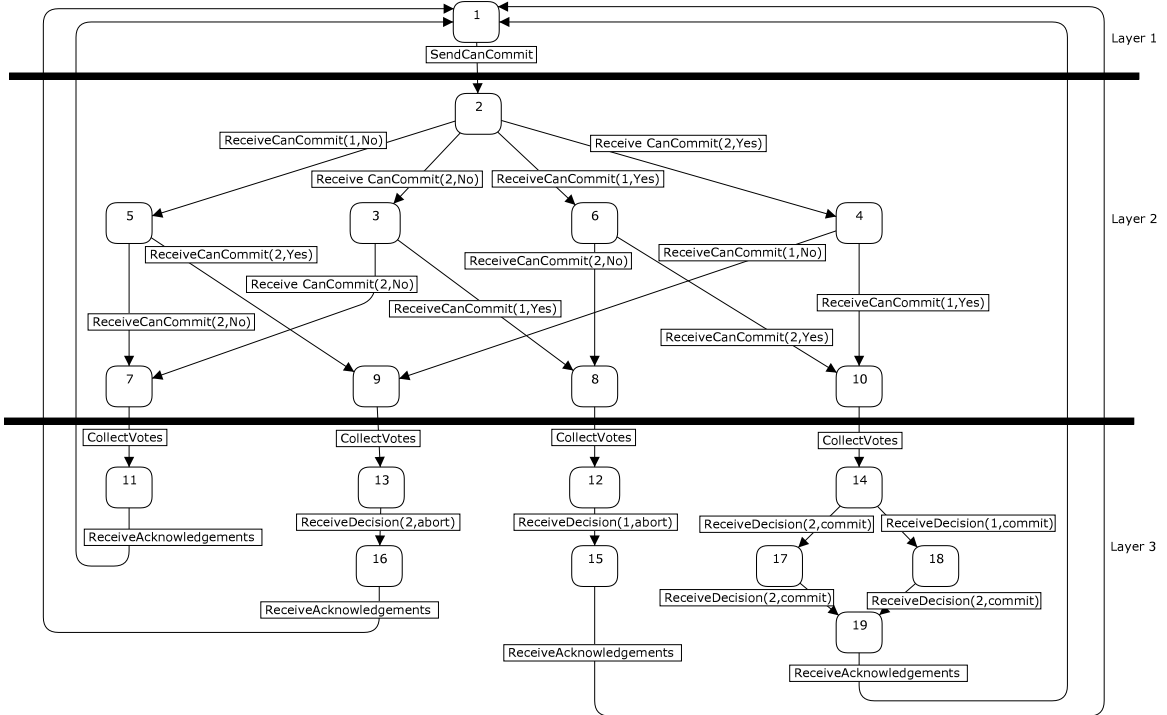 1
Layer 1
SendCanCommit
2
ReceiveCanCommit(1,No)
Receive CanCommit(2,Yes)
Receive CanCommit(2,No)
ReceiveCanCommit(1,Yes)
5
3
6
4
Layer 2
ReceiveCanCommit(2,Yes)
ReceiveCanCommit(2,No)
ReceiveCanCommit(1,No)
Receive CanCommit(2,No)
ReceiveCanCommit(1,Yes)
ReceiveCanCommit(1,Yes)
ReceiveCanCommit(2,No)
ReceiveCanCommit(2,Yes)
7
9
8
10
CollectVotes
CollectVotes
CollectVotes
CollectVotes
11
13
12
14
ReceiveDecision(2,abort)
ReceiveDecision(1,abort)
ReceiveDecision(2,commit)
ReceiveDecision(1,commit)
ReceiveAcknowledgements
Layer 3
16
15
17
18
ReceiveDecision(2,commit)
ReceiveDecision(2,commit)
ReceiveAcknowledgements
19
ReceiveAcknowledgements
ReceiveAcknowledgements